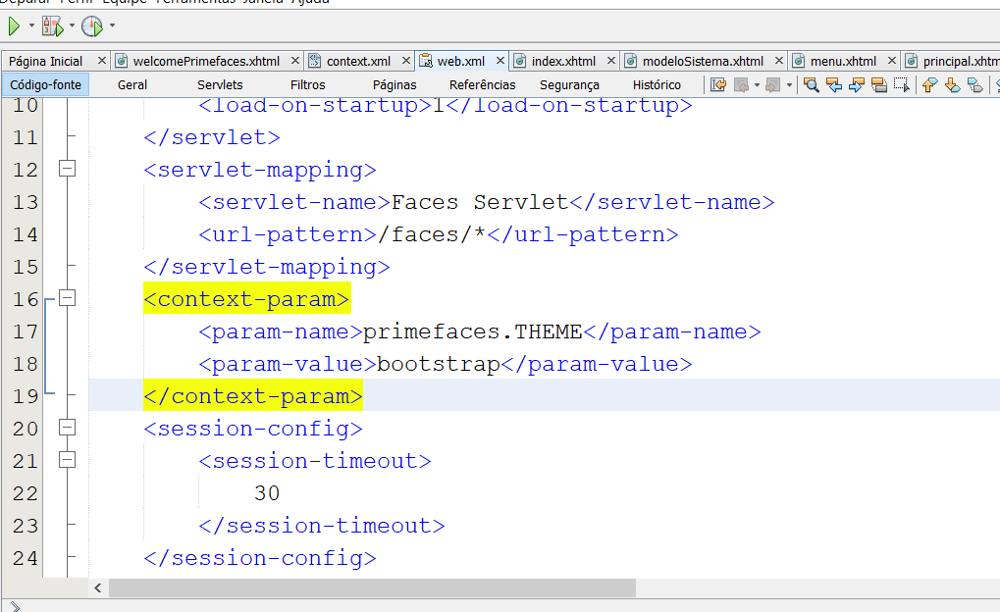 Depurar Perfil Equipe Ferramentas Janela Ajuda
Página Inicial welcomePrimefaces.xhtml context.xml web.xml index.xhtml modeloSistema.xhtml menu.xhtml principal.xhtm
Código-fonte Geral Servlets Filtros Páginas Referências Segurança Histórico
10 <load-on-startup>1</load-on-startup>
11 </servlet>
12 <servlet-mapping>
13 <servlet-name>Faces Servlet</servlet-name>
14 <url-pattern>/faces/*</url-pattern>
15 </servlet-mapping>
16 <context-param>
17 <param-name>primefaces.THEME</param-name>
18 <param-value>bootstrap</param-value>
19 </context-param>
20 <session-config>
21 <session-timeout>
22 30
23 </session-timeout>
24 </session-config>